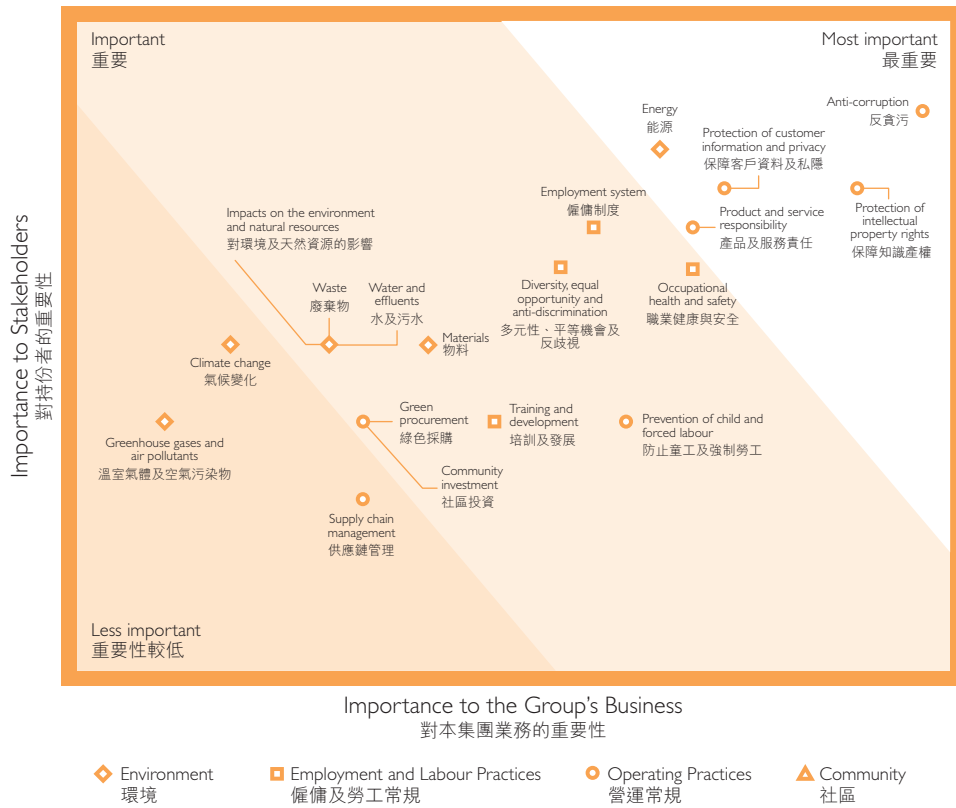 Important
重要
Most important
最重要
Energy
能源
Anti-corruption
反貪污
Protection of customer
information and privacy
保障客戶資料及私隱
Employment system
僱傭制度
Impacts on the environment
and natural resources
對環境及天然資源的影響
Product and service
responsibility
產品及服務責任
Protection of
intellectual
property rights
保障知識產權
Waste
廢棄物
Water and
effluents
水及污水
Diversity, equal
opportunity and
anti-discrimination
多元性、平等機會及
反歧視
Occupational
health and safety
職業健康與安全
Materials
物料
Climate change
氣候變化
Green
procurement
綠色採購
Training and
development
培訓及發展
Prevention of child and
forced labour
防止童工及強制勞工
Greenhouse gases and
air pollutants
溫室氣體及空氣污染物
Community
investment
社區投資
Supply chain
management
供應鏈管理
Less important
重要性較低
Importance to Stakeholders
對持份者的重要性
Importance to the Group's Business
對本集團業務的重要性
Environment
環境
Employment and Labour Practices
僱傭及勞工常規
Operating Practices
營運常規
Community
社區